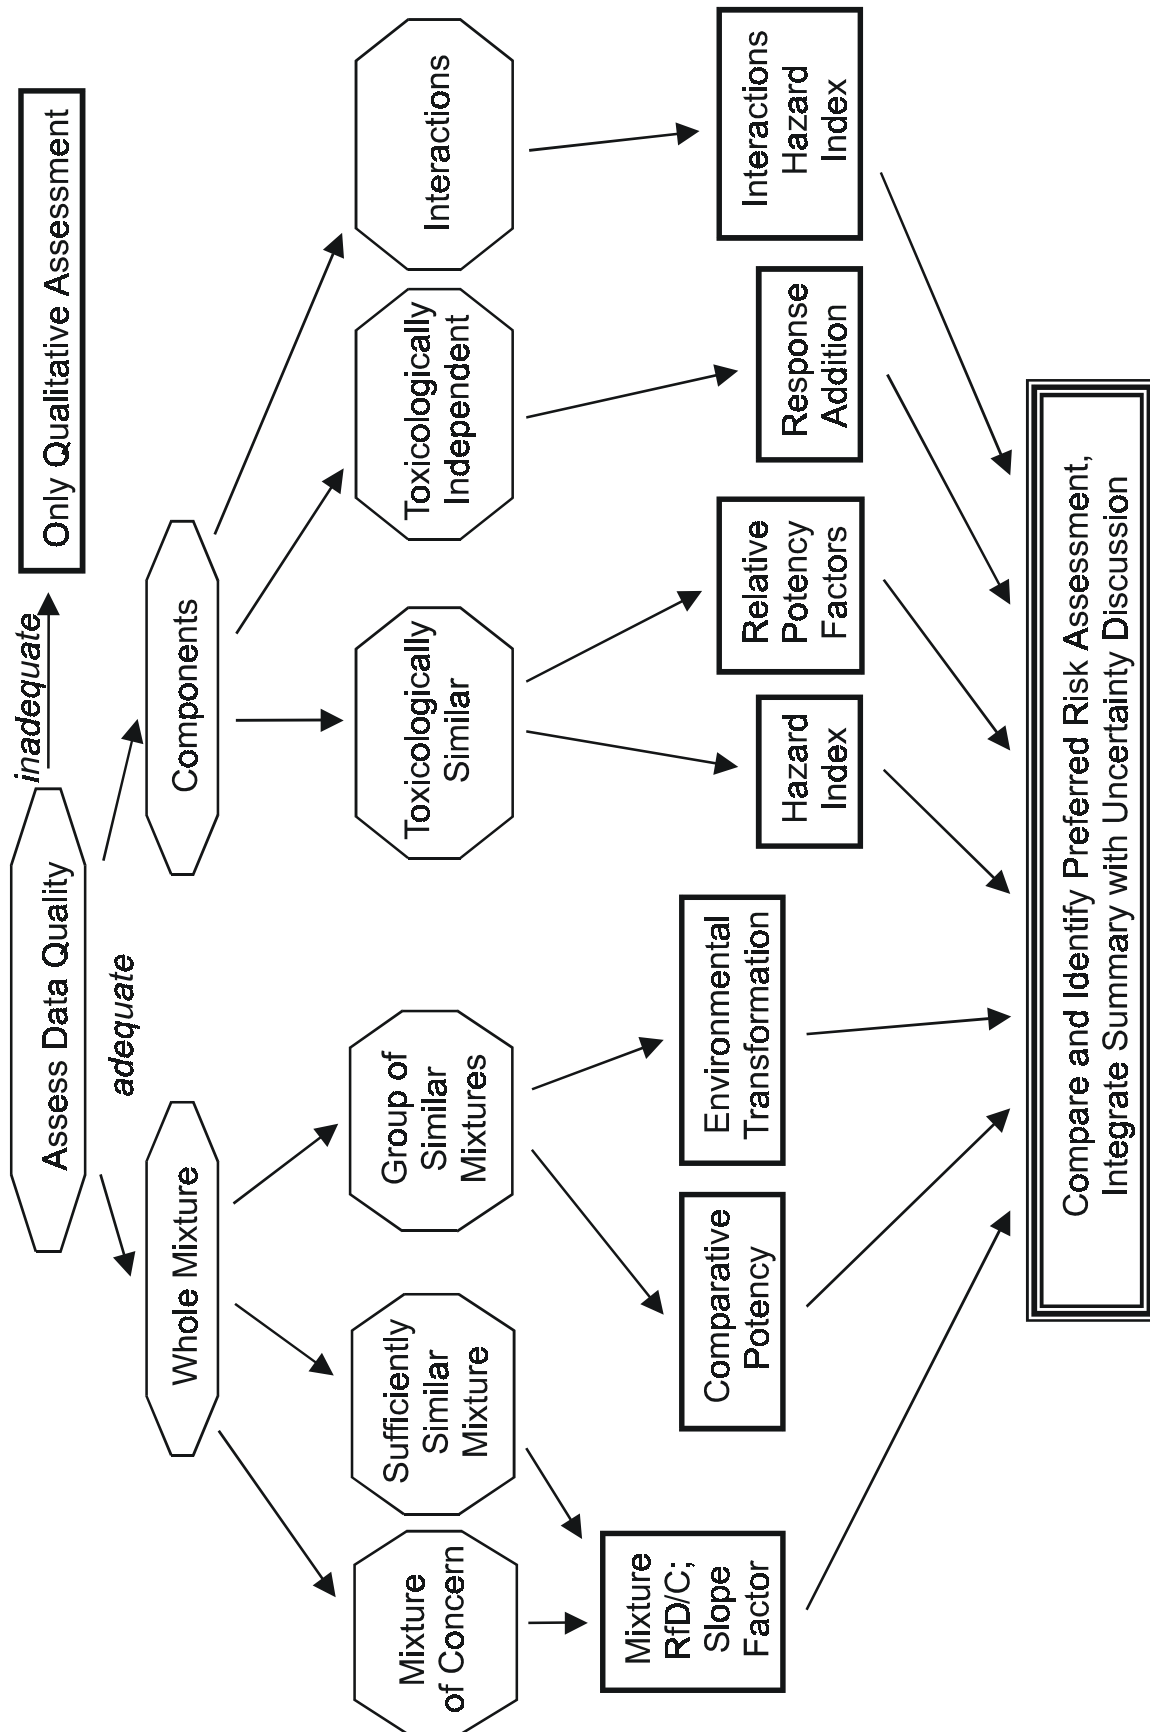 Assess Data Quality
inadequate
Only Qualitative Assessment
adequate
Whole Mixture
Components
Mixture
of Concern
Sufficiently
Similar
Mixture
Group of
Similar
Mixtures
Toxicologically
Similar
Toxicologically
Independent
Interactions
Mixture
RfD/C;
Slope
Factor
Comparative
Potency
Environmental
Transformation
Hazard
Index
Relative
Potency
Factors
Response
Addition
Interactions
Hazard
Index
Compare and Identify Preferred Risk Assessment,
Integrate Summary with Uncertainty Discussion